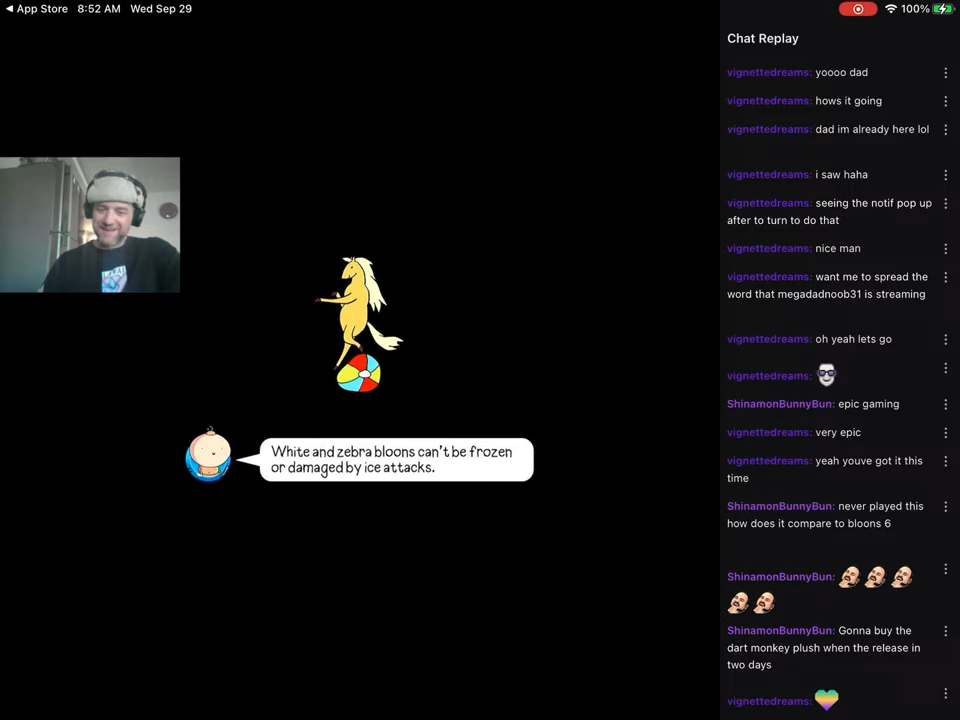 App Store 8:52 AM Wed Sep 29
100%
Chat Replay
vignettedreams: yoooo dad
vignettedreams: hows it going
vignettedreams: dad im already here lol
vignettedreams: i saw haha
vignettedreams: seeing the notif pop up
after to turn to do that
vignettedreams: nice man
vignettedreams: want me to spread the
word that megadadnoob31 is streaming
vignettedreams: oh yeah lets go
vignettedreams:
ShinamonBunnyBun: epic gaming
vignettedreams: very epic
vignettedreams: yeah youve got it this
time
ShinamonBunnyBun: never played this
how does it compare to bloons 6
ShinamonBunnyBun:
ShinamonBunnyBun: Gonna buy the
dart monkey plush when the release in
two days
vignettedreams:
White and zebra bloons can't be frozen
or damaged by ice attacks.